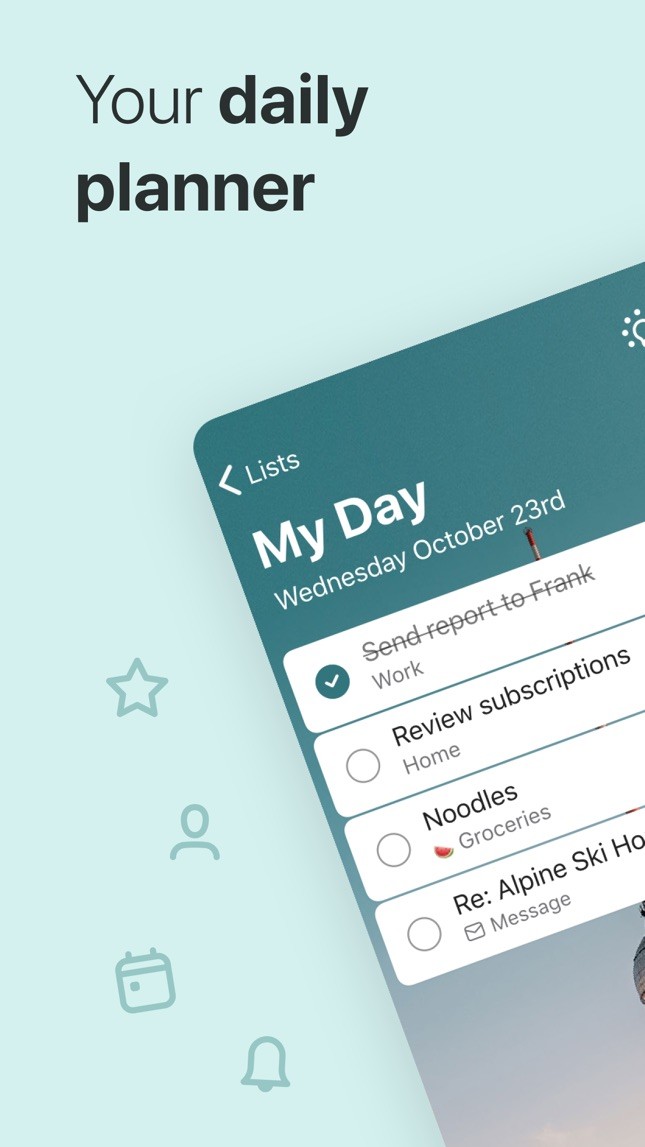 Your daily
planner
Lists
My Day
Wednesday October 23rd
Send report to Frank
Work
Review subscriptions
Home
Noodles
Groceries
Re: Alpine Ski Ho
Message